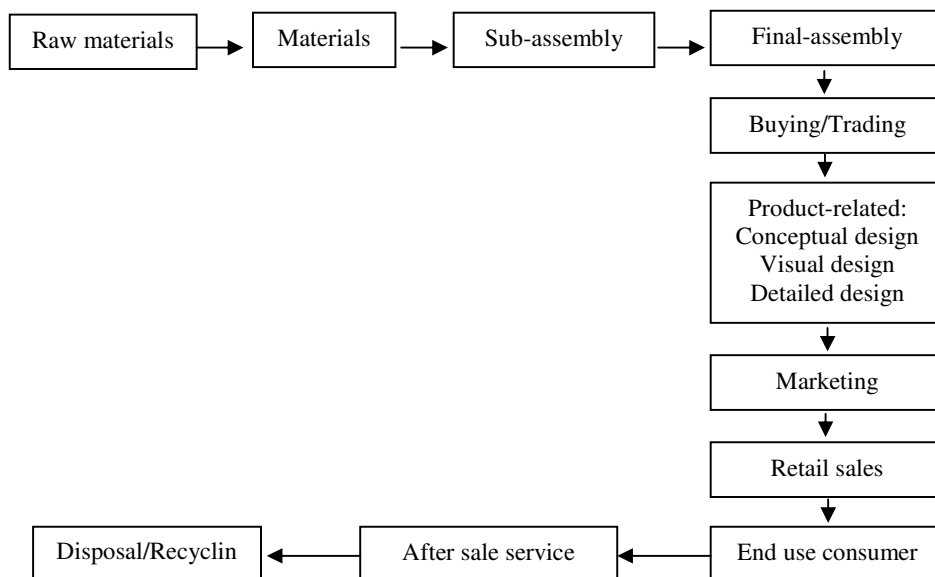 Raw materials
Materials
Sub-assembly
Final-assembly
Buying/Trading
Product-related:
Conceptual design
Visual design
Detailed design
Marketing
Retail sales
End use consumer
After sale service
Disposal/Recyclin